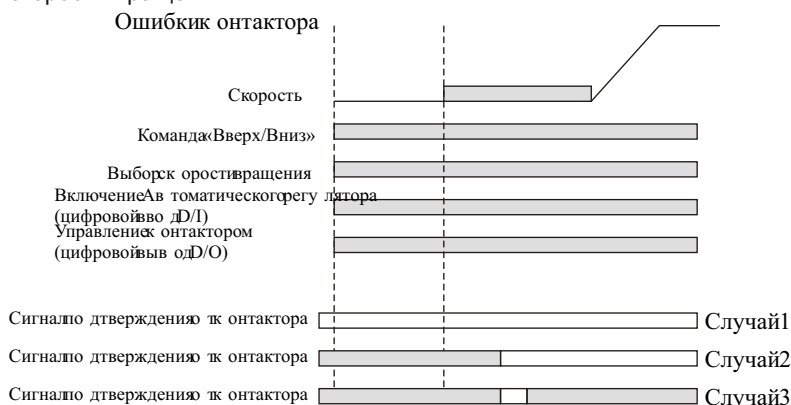 Ошибкик онтактора
Скорость
Команда«Вверх/Вниз»
Выборск оростивращения
ВключениеАв томатическогорегу лятора
(цифровойвво дD/I)
Управлениек онтактором
(цифровойвыв одD/O)
Сигналпо дтвержденияо тк онтактора Случай1
Сигналпо дтвержденияо тк онтактора Случай2
Сигналпо дтвержденияо тк онтактора Случай3